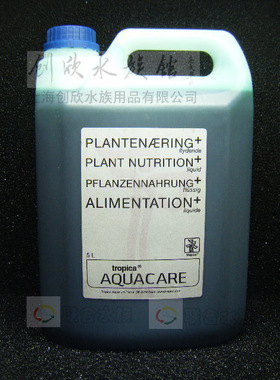 创欣水族馆
上海创欣水族用品有限公司
PLANTENÆRING+
flydende
PLANT NUTRITION+
liquid
PFLANZENNAHRUNG+
flüssig
ALIMENTATION+
liquide
5 L
tropica®
AQUACARE